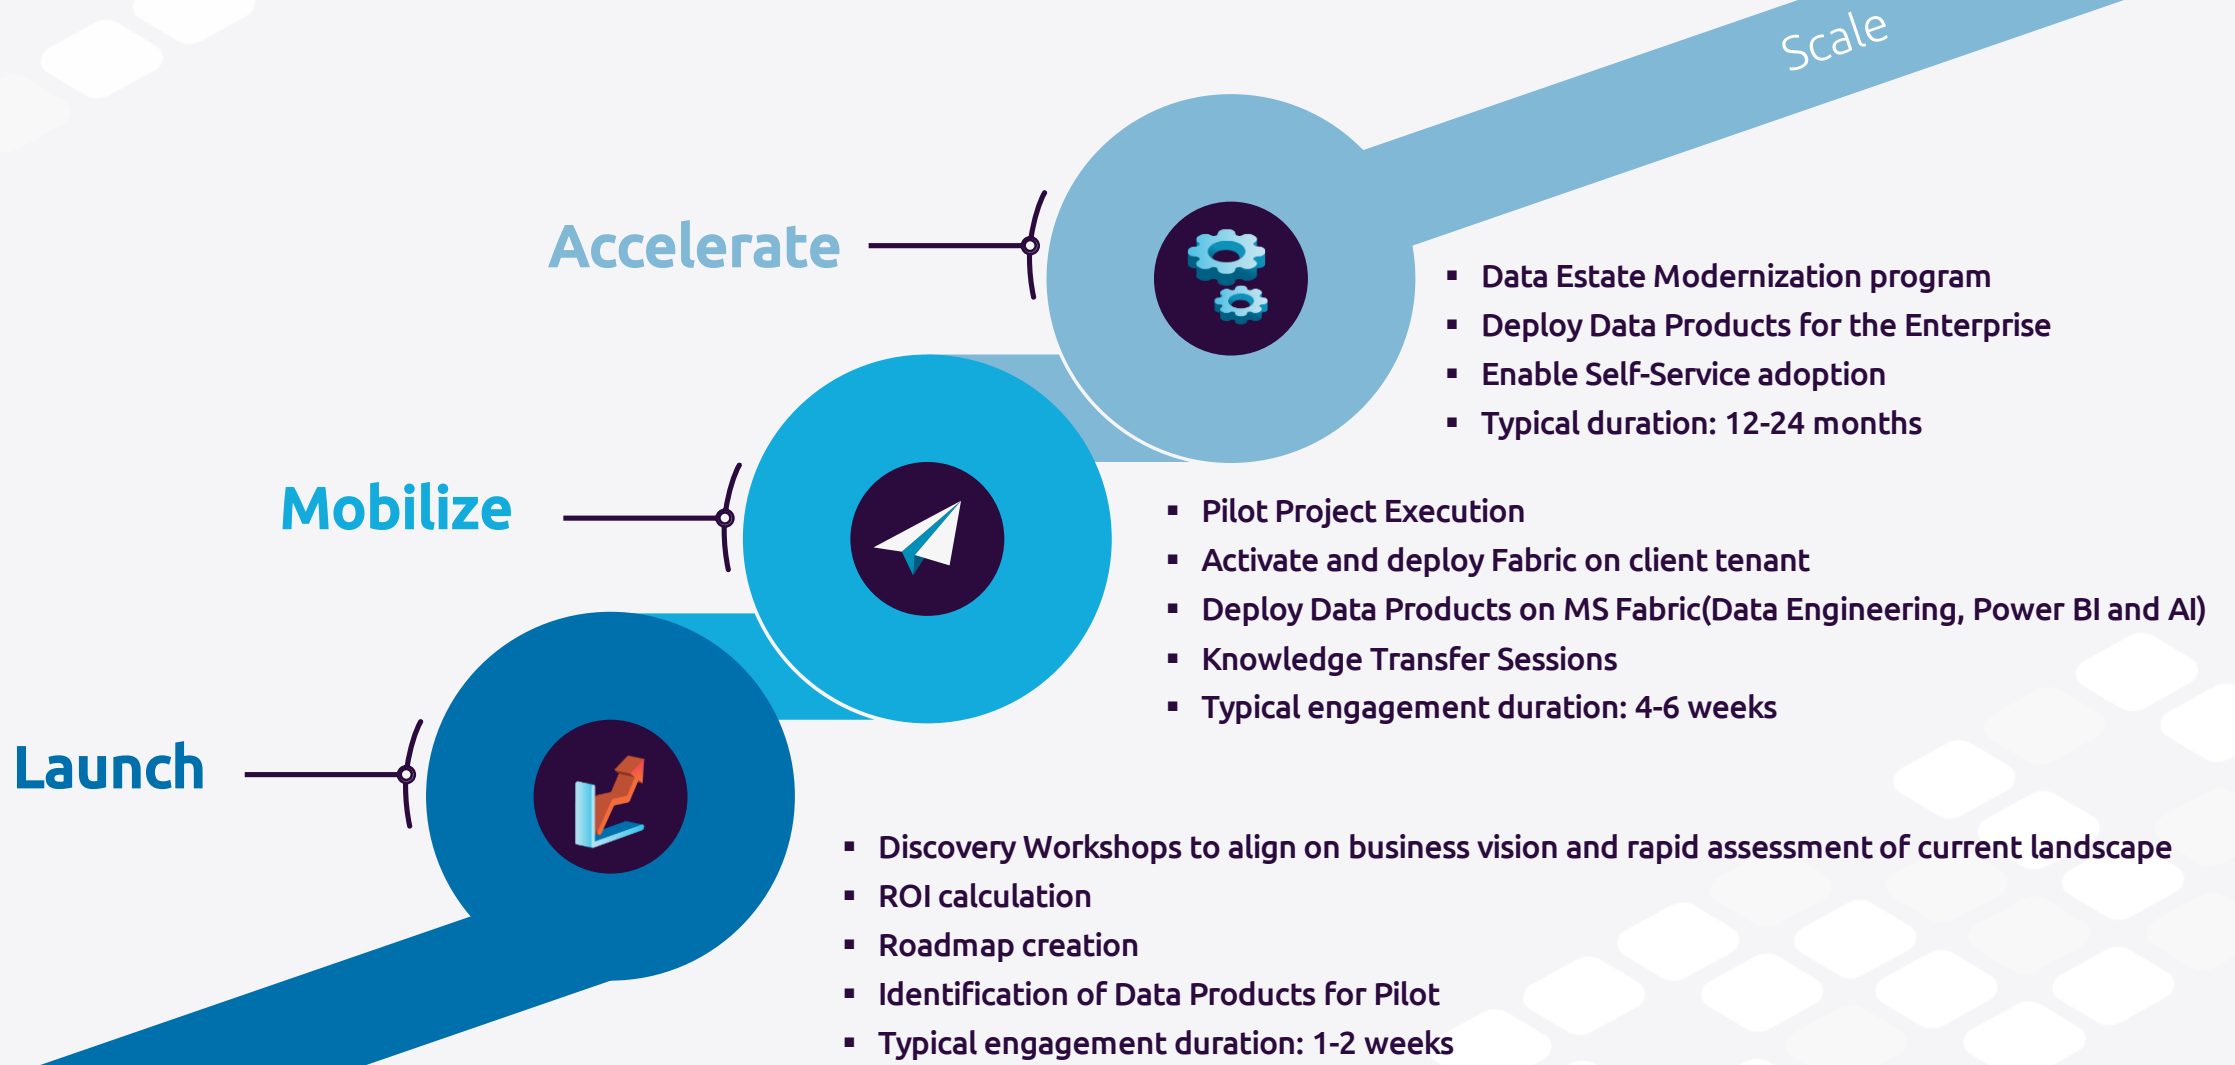 Scale
Accelerate
▪ Data Estate Modernization program
▪ Deploy Data Products for the Enterprise
▪ Enable Self-Service adoption
▪ Typical duration: 12-24 months
Mobilize
▪ Pilot Project Execution
▪ Activate and deploy Fabric on client tenant
▪ Deploy Data Products on MS Fabric(Data Engineering, Power BI and AI)
▪ Knowledge Transfer Sessions
▪ Typical engagement duration: 4-6 weeks
Launch
▪ Discovery Workshops to align on business vision and rapid assessment of current landscape
▪ ROI calculation
▪ Roadmap creation
▪ Identification of Data Products for Pilot
▪ Typical engagement duration: 1-2 weeks